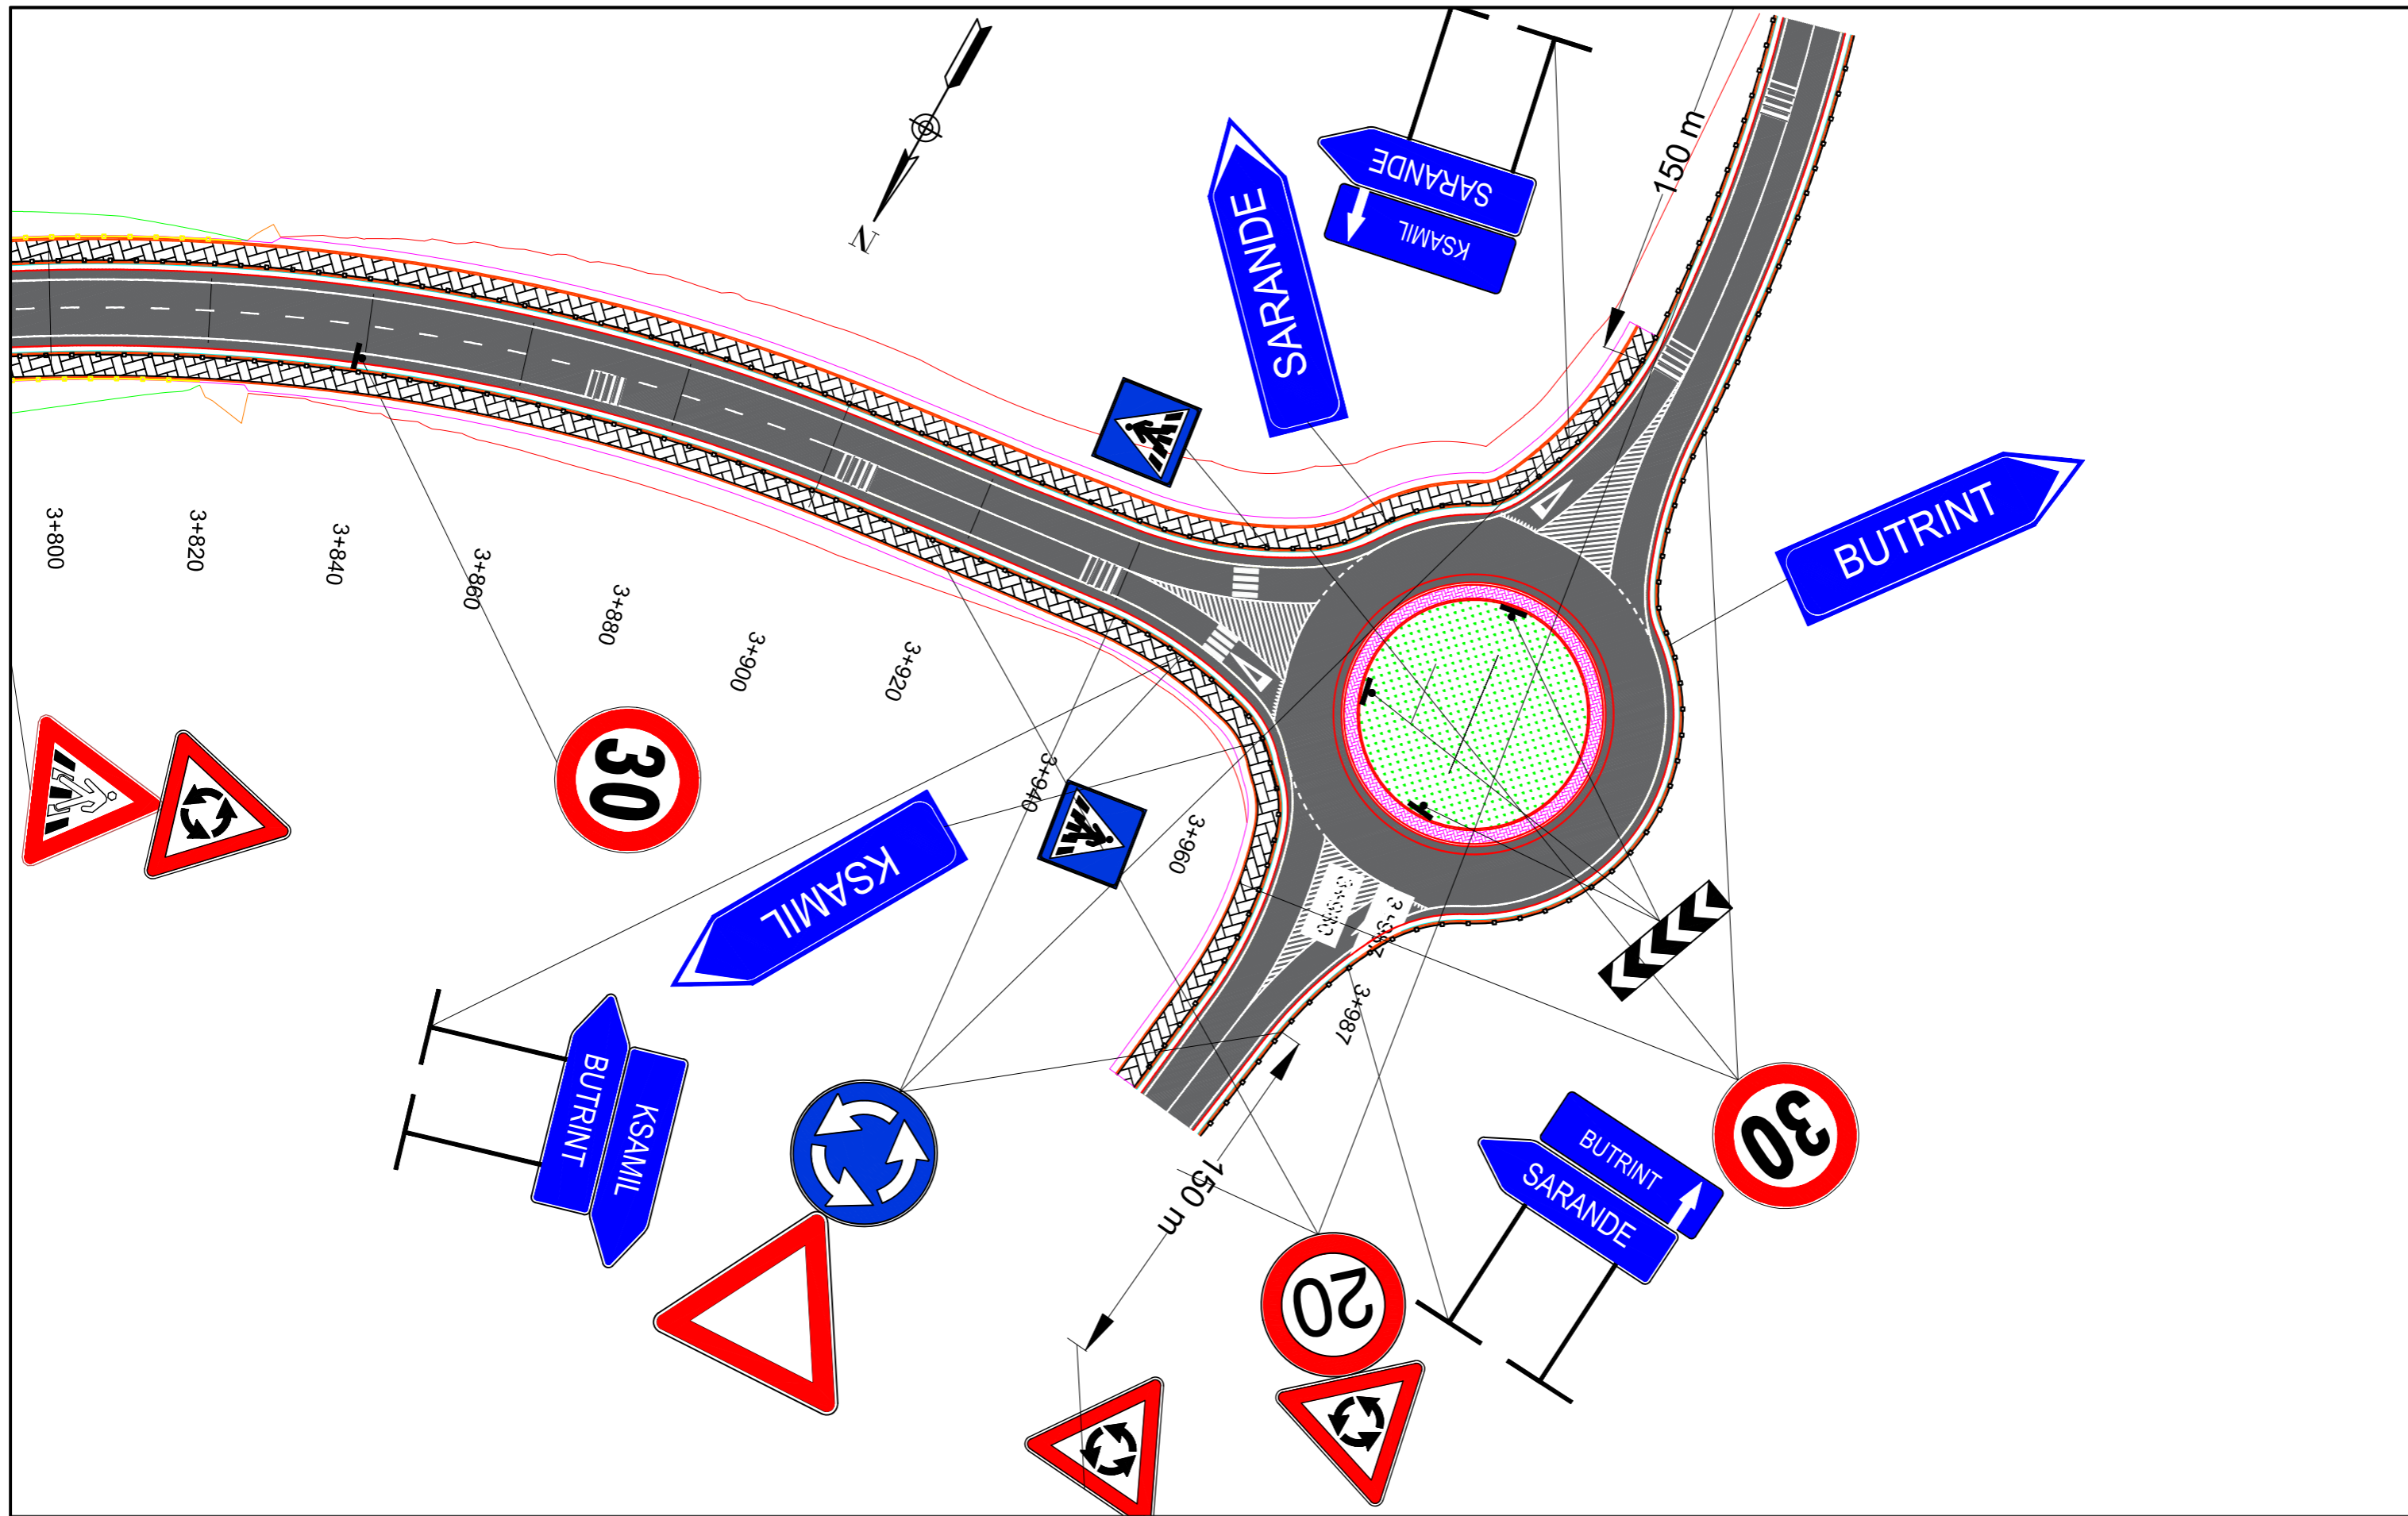 N
150 m
SARANDE
KSAMIL
SARANDE
BUTRINT
3+800
3+820
3+840
3+860
3+880
3+900
3+920
3+940
3+960
3+987
30
KSAMIL
BUTRINT
KSAMIL
150 m
20
BUTRINT
SARANDE
30